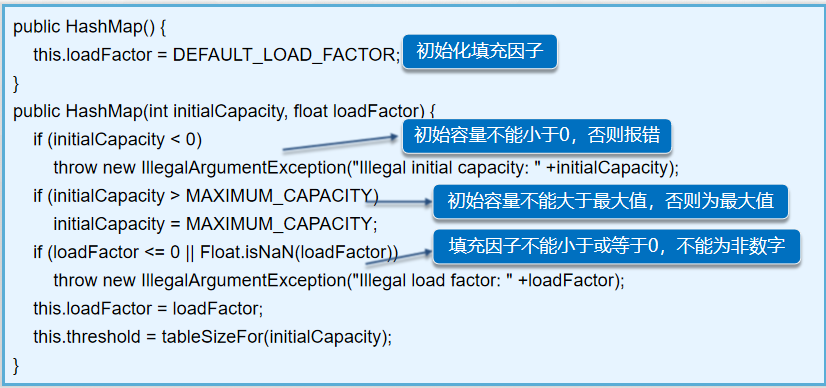 public HashMap() {
this.loadFactor = DEFAULT_LOAD_FACTOR;
初始化填充因子
}
public HashMap(int initialCapacity, float loadFactor) {
if (initialCapacity < 0)
初始容量不能小于0，否则报错
throw new IllegalArgumentException("Illegal initial capacity: " +initialCapacity);
if (initialCapacity > MAXIMUM_CAPACITY)
初始容量不能大于最大值，否则为最大值
initialCapacity = MAXIMUM_CAPACITY;
if (loadFactor <= 0 || Float.isNaN(loadFactor))
填充因子不能小于或等于0，不能为非数字
throw new IllegalArgumentException("Illegal load factor: " +loadFactor);
this.loadFactor = loadFactor;
this.threshold = tableSizeFor(initialCapacity);
}